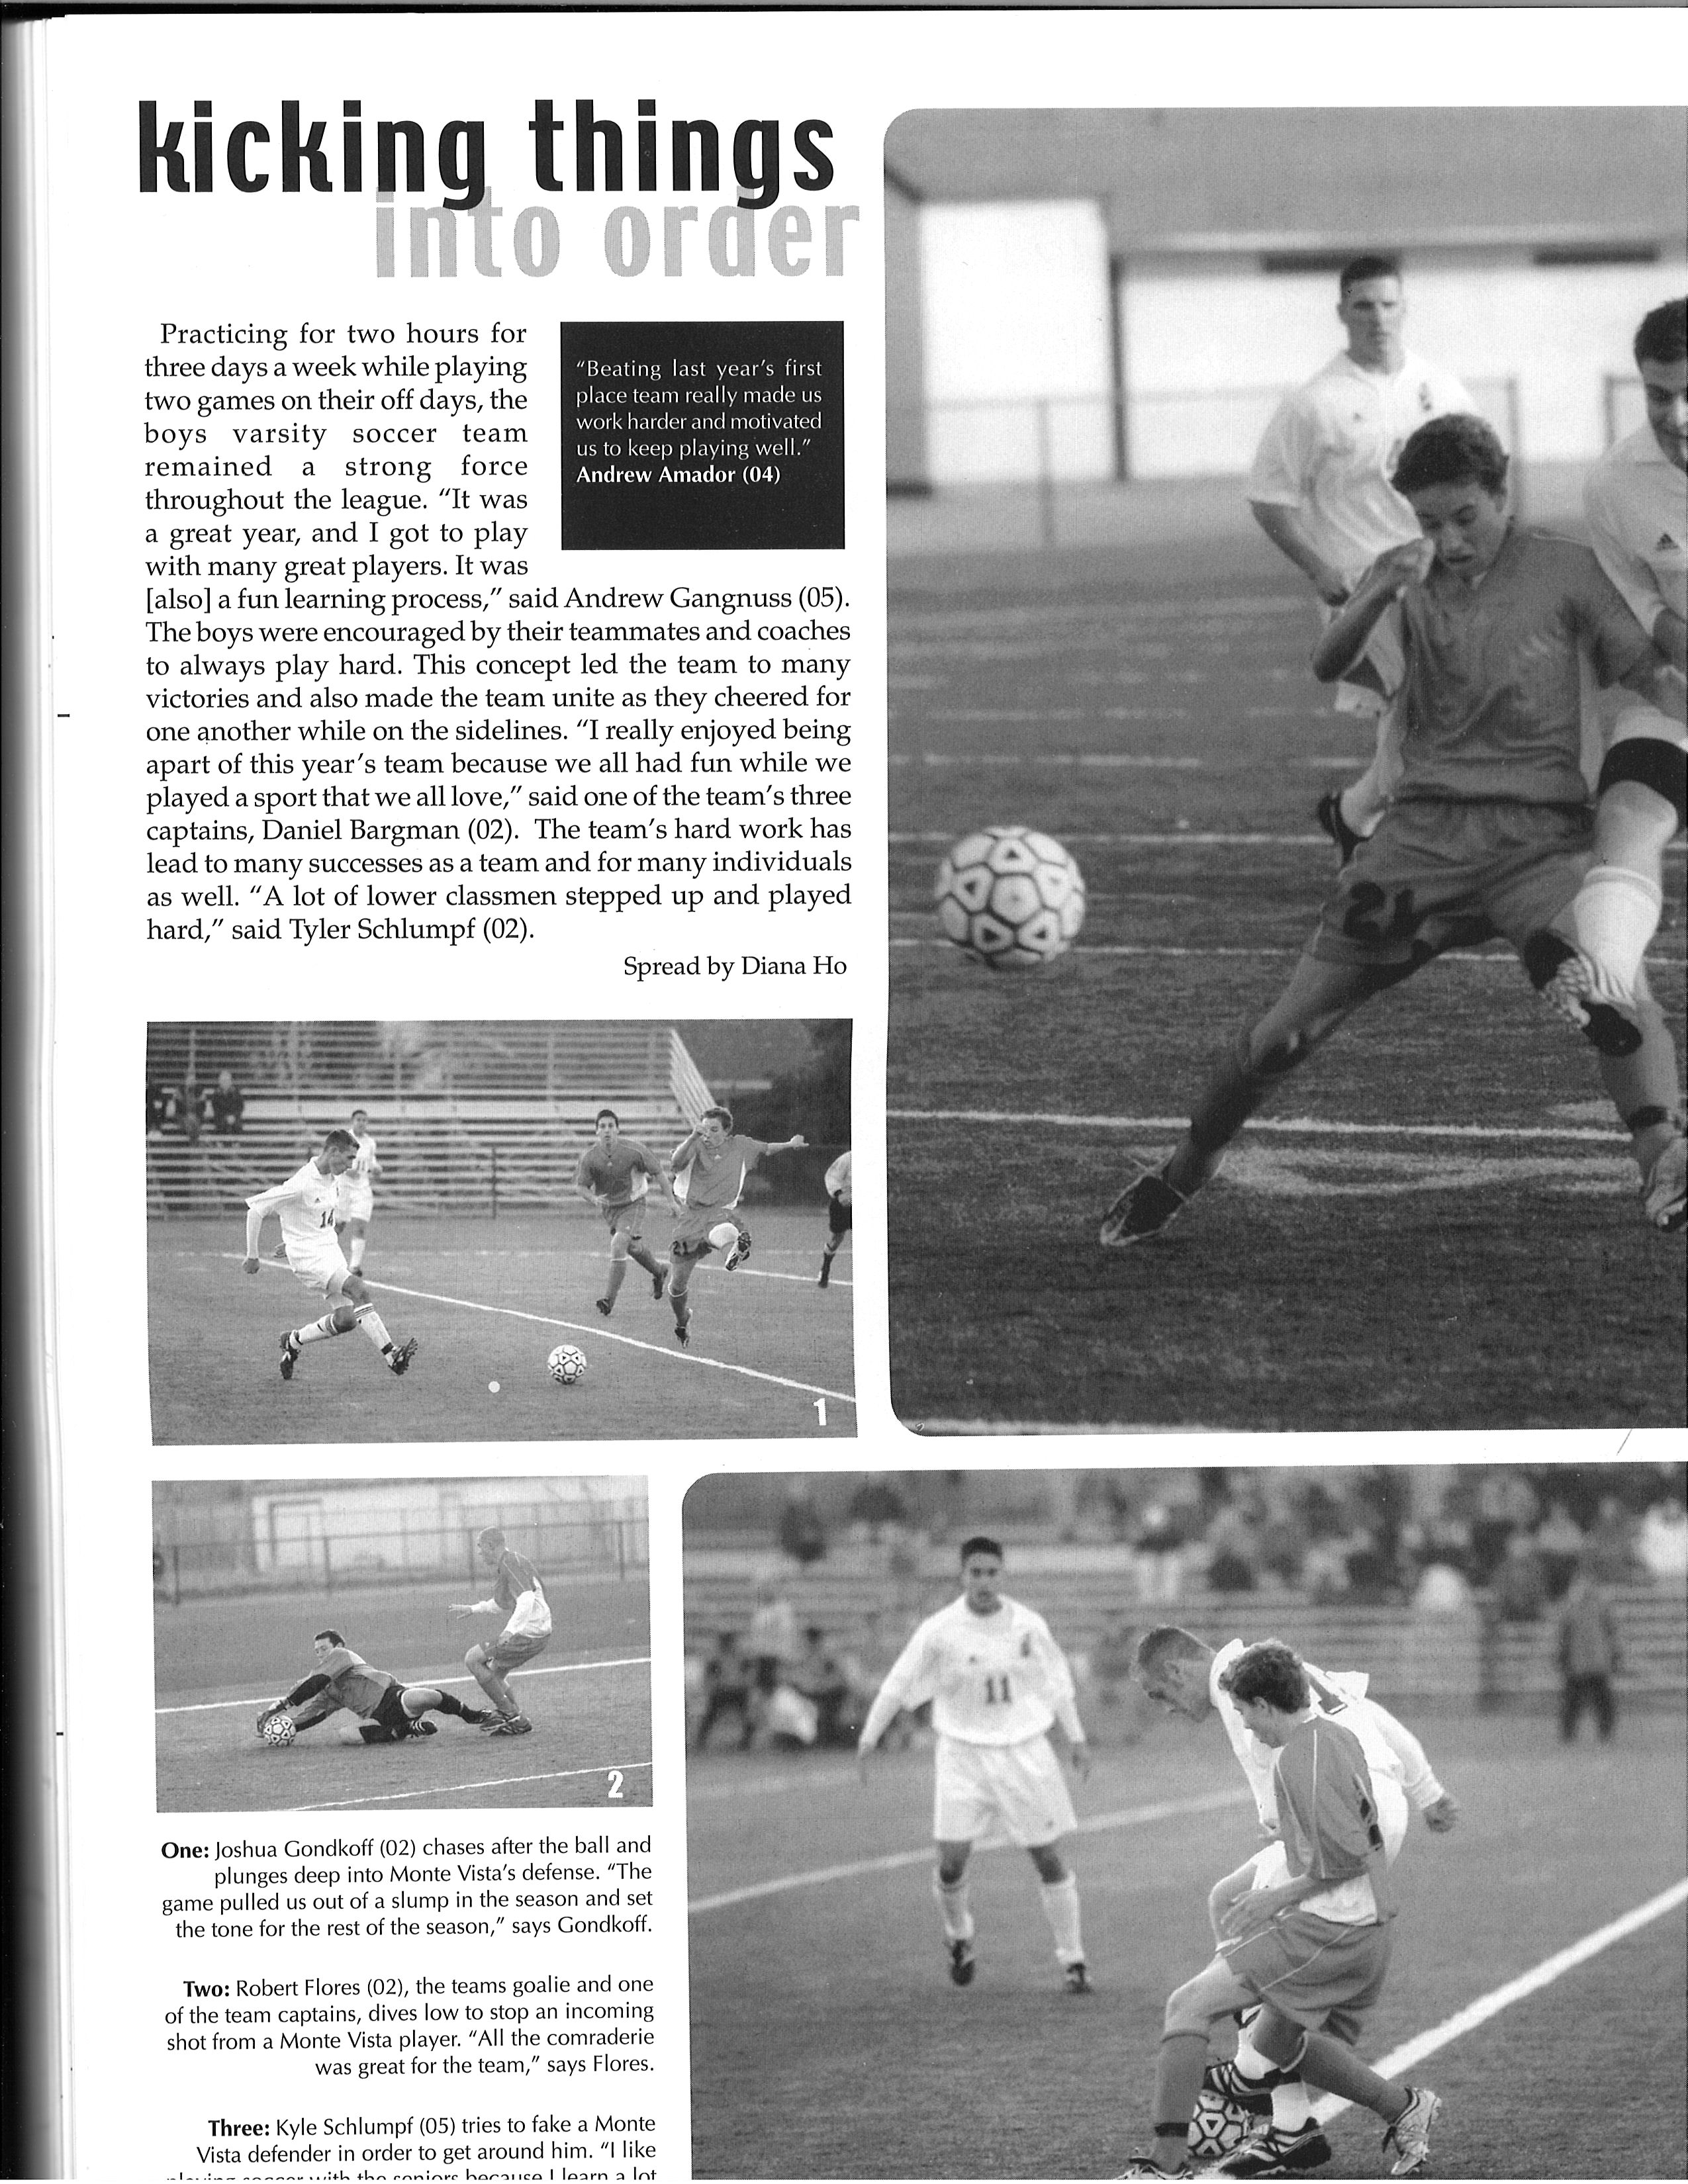 kicking things
into order
Practicing for two hours for
three days a week while playing
two games on their off days, the
boys varsity soccer team
remained a strong force
throughout the league. “It was
a great year, and I got to play
with many great players. It was
[also] a fun learning process,” said Andrew Gangnuss (05).
The boys were encouraged by their teammates and coaches
to always play hard. This concept led the team to many
victories and also made the team unite as they cheered for
one another while on the sidelines. “I really enjoyed being
apart of this year’s team because we all had fun while we
played a sport that we all love,” said one of the team’s three
captains, Daniel Bargman (02).  The team’s hard work has
lead to many successes as a team and for many individuals
as well. “A lot of lower classmen stepped up and played
hard,” said Tyler Schlumpf (02).
Spread by Diana Ho
“Beating last year’s first
place team really made us
work harder and motivated
us to keep playing well.”
Andrew Amador (04)
21
14
21
1
2
11
One: Joshua Gondkoff (02) chases after the ball and
plunges deep into Monte Vista’s defense. “The
game pulled us out of a slump in the season and set
the tone for the rest of the season,” says Gondkoff.
Two: Robert Flores (02), the teams goalie and one
of the team captains, dives low to stop an incoming
shot from a Monte Vista player. “All the comraderie
was great for the team,” says Flores.
Three: Kyle Schlumpf (05) tries to fake a Monte
Vista defender in order to get around him. “I like
playing soccer with the seniors because I learn a lot